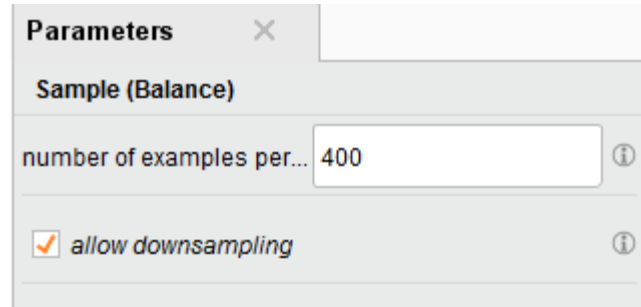 Parameters
Sample (Balance)
number of examples per... 400
allow downsampling